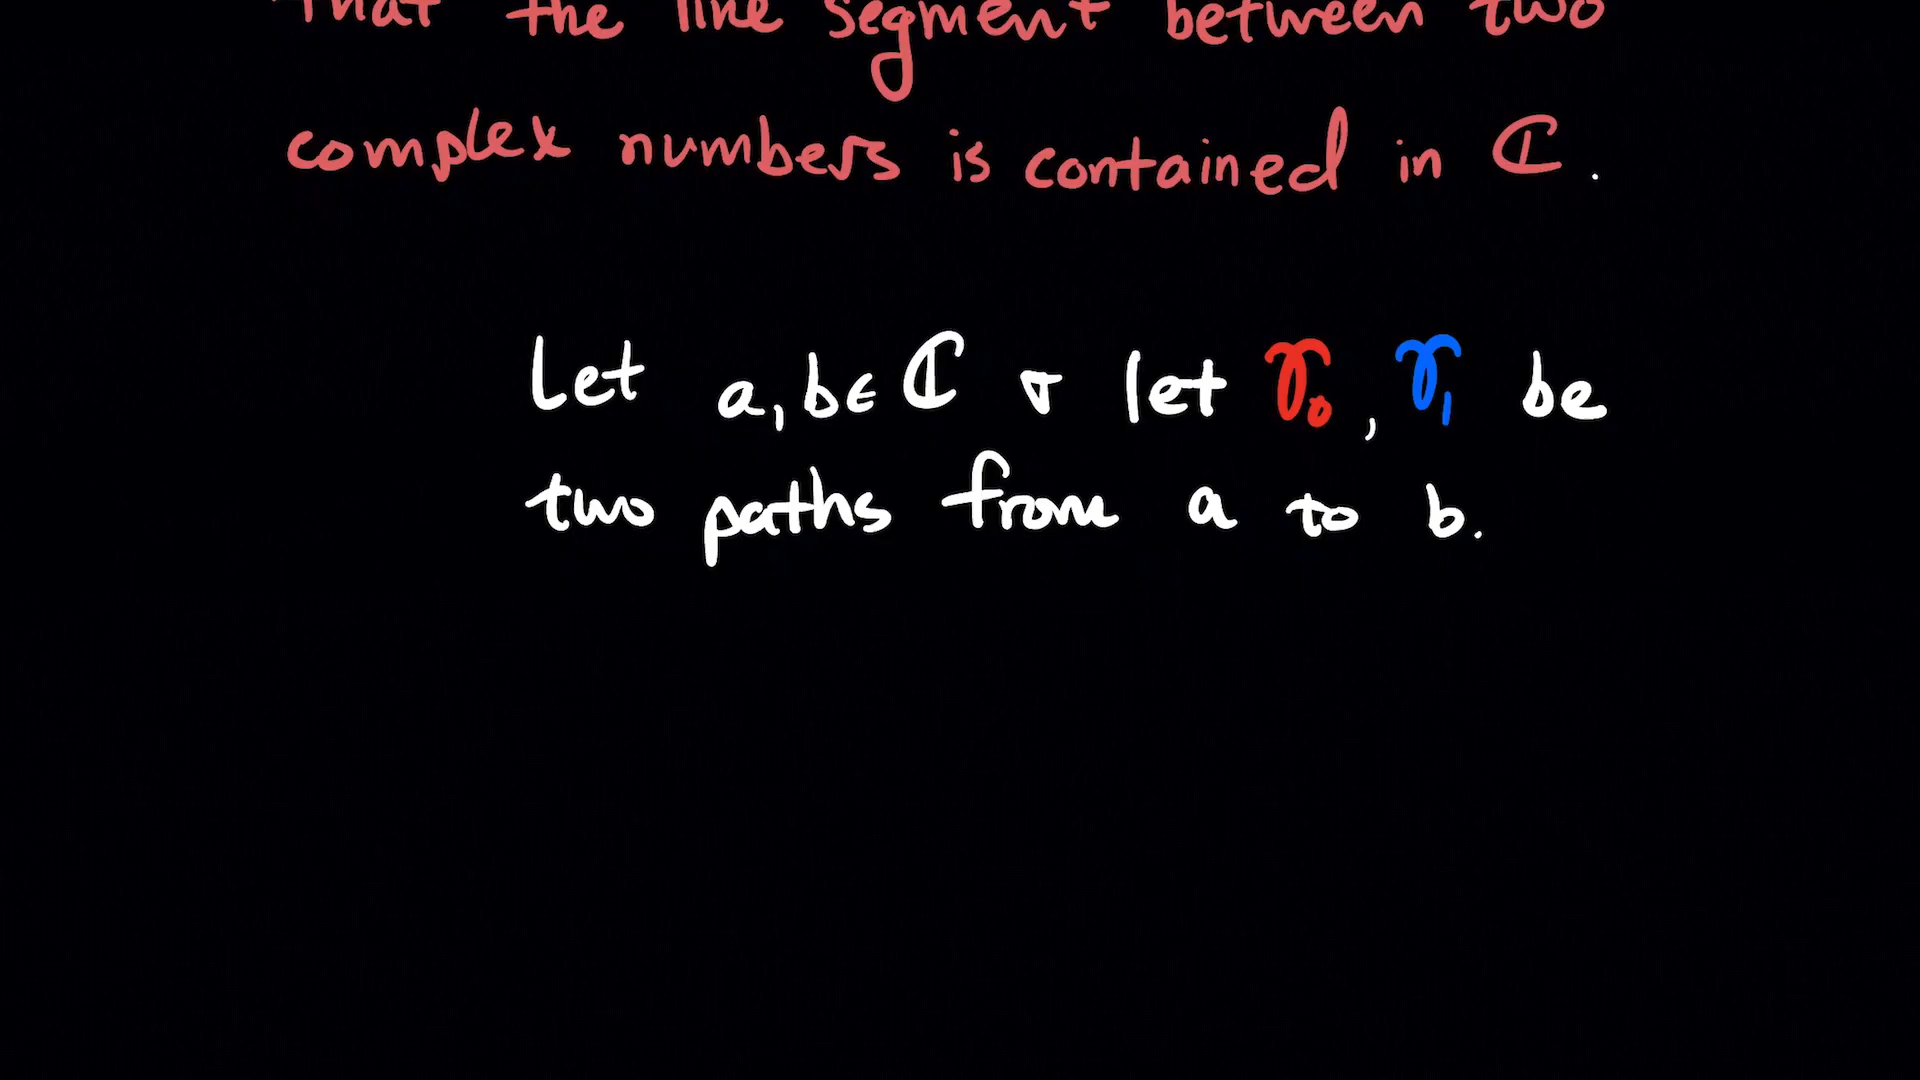 that the line segment between two
complex numbers is contained in ℂ.
Let a, b ∈ ℂ & let γ₀, γ₁ be
two paths from a to b.